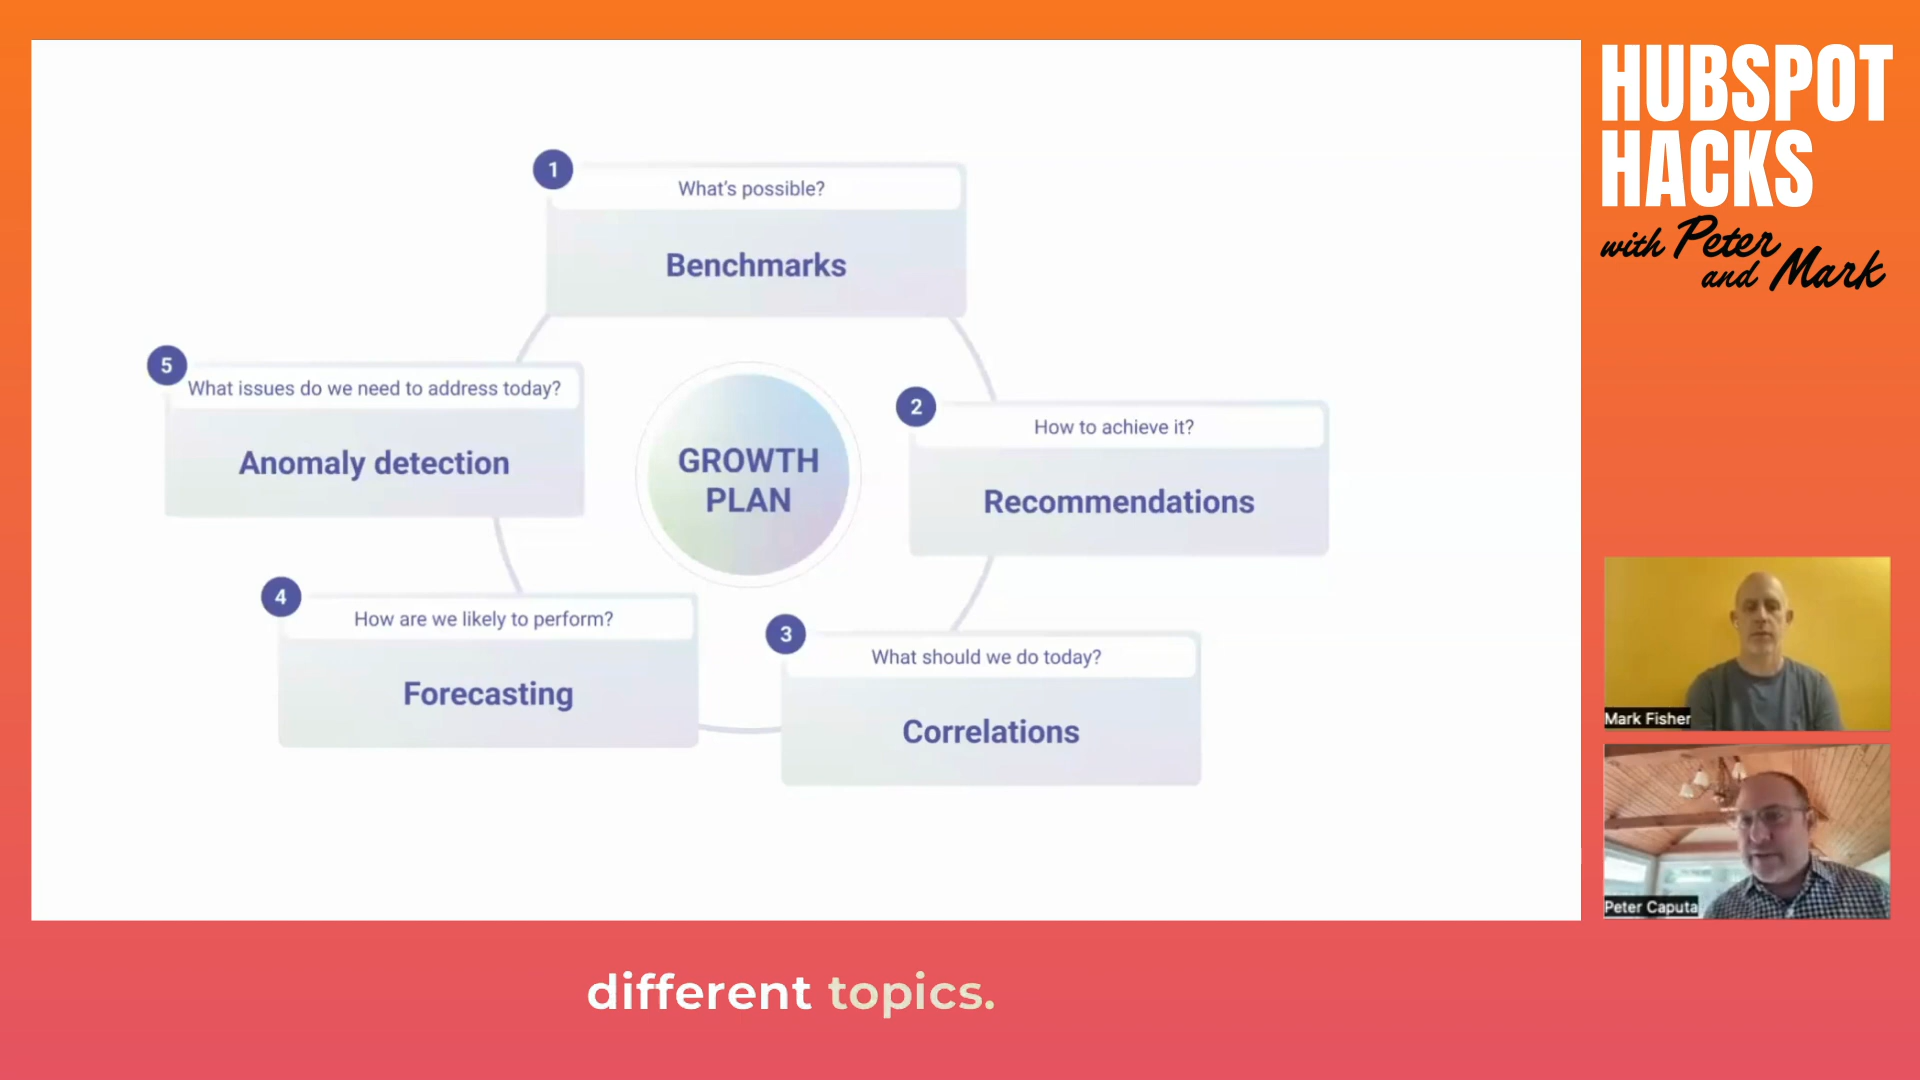 HUBSPOT
HACKS
with Peter
and Mark
1
What's possible?
Benchmarks
5
What issues do we need to address today?
Anomaly detection
GROWTH
PLAN
2
How to achieve it?
Recommendations
4
How are we likely to perform?
Forecasting
3
What should we do today?
Correlations
Mark Fisher
Peter Caputa
different topics.